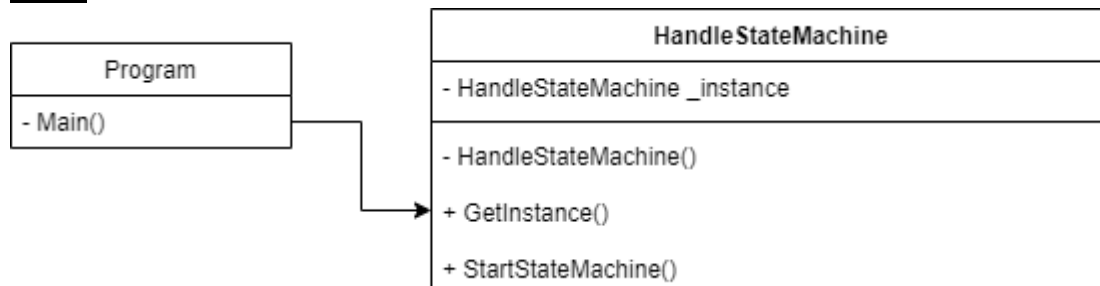 Program
- Main()
HandleStateMachine
- HandleStateMachine _instance
- HandleStateMachine()
+ GetInstance()
+ StartStateMachine()